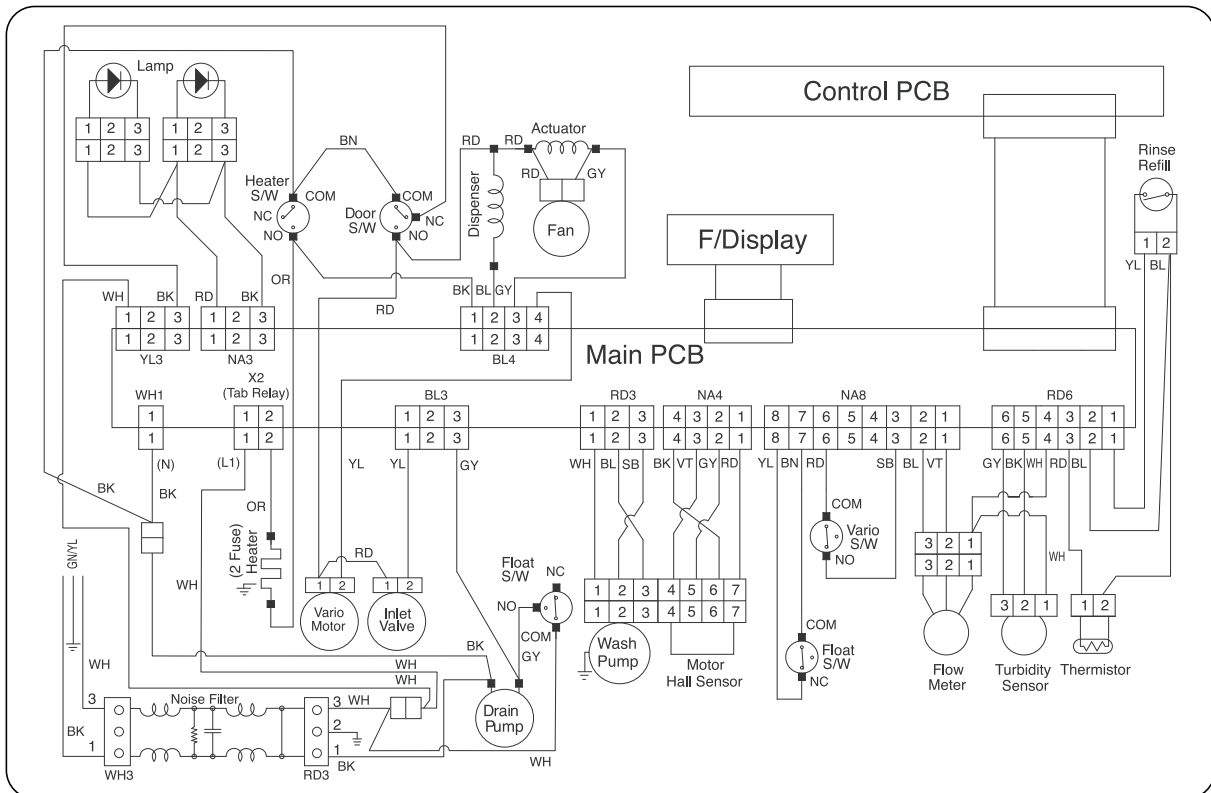 Lamp
1 2 3
1 2 3
1 2 3
1 2 3
Control PCB
F/Display
Rinse
Refill
1 2
YL BL
BN
Heater
S/W
COM
NC
NO
Door
S/W
COM
NC
NO
RD
RD
Actuator
RD
GY
Fan
Dispenser
OR
RD
WH
BK
RD
BK
BK BL GY
1 2 3
1 2 3
YL3
1 2 3
1 2 3
NA3
1 2 3 4
1 2 3 4
BL4
Main PCB
WH1
1
1
(N)
X2
(Tab Relay)
1 2
1 2
(L1)
BL3
1 2 3
1 2 3
RD3
1 2 3
1 2 3
NA4
4 3 2 1
4 3 2 1
NA8
8 7 6 5 4 3 2 1
8 7 6 5 4 3 2 1
RD6
6 5 4 3 2 1
6 5 4 3 2 1
BK
BK
OR
YL
YL
GY
WH BL SB
BK VT GY RD
YL BN RD
SB BL VT
GY BK WH RD BL
GN/YL
WH
(2 Fuse)
Heater
RD
1 2
Vario
Motor
1 2
Inlet
Valve
Float
S/W
NC
NO
COM
GY
1 2 3 4 5 6 7
1 2 3 4 5 6 7
Wash
Pump
Motor
Hall Sensor
COM
Vario
S/W
NO
COM
Float
S/W
NC
3 2 1
3 2 1
Flow
Meter
WH
3 2 1
Turbidity
Sensor
1 2
Thermistor
BK
WH
WH
WH
3
BK
1
WH3
Noise Filter
3
2
1
RD3
WH
BK
Drain
Pump
WH